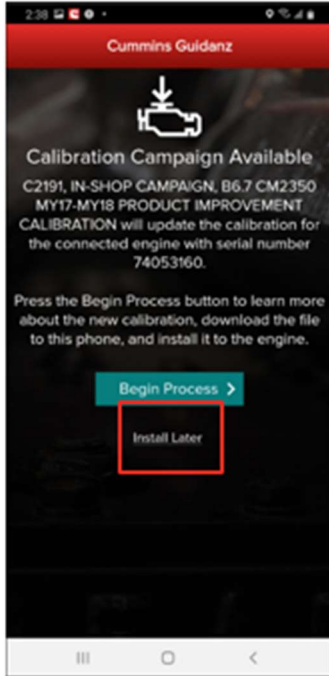 2:38
Cummins Guidanz
Calibration Campaign Available
C2191, IN-SHOP CAMPAIGN, B6.7 CM2350
MY17-MY18 PRODUCT IMPROVEMENT
CALIBRATION will update the calibration for
the connected engine with serial number
74053160.
Press the Begin Process button to learn more
about the new calibration, download the file
to this phone, and install it to the engine.
Begin Process
Install Later